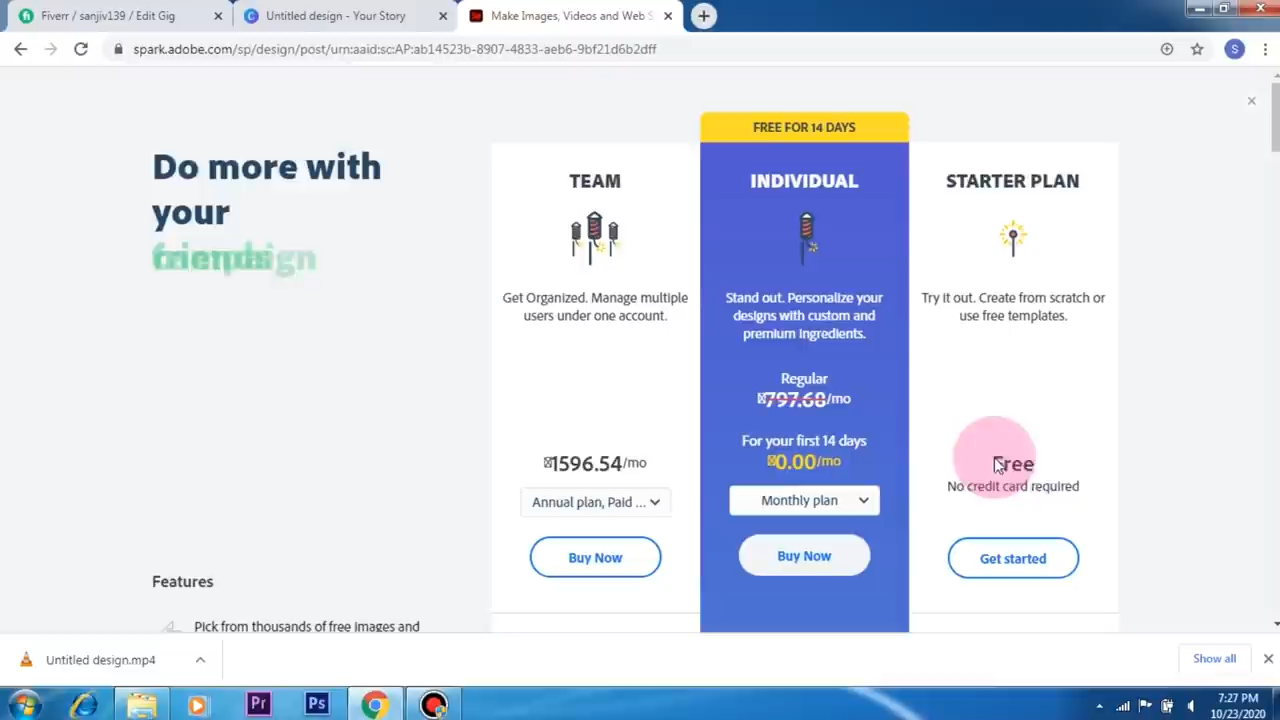 Fiverr / sanjiv139 / Edit Gig
Untitled design - Your Story
Make Images, Videos and Web S
spark.adobe.com/sp/design/post/urn:aaid:sc:AP:ab14523b-8907-4833-aeb6-9bf21d6b2dff
S
Do more with
your
FREE FOR 14 DAYS
TEAM
Get Organized. Manage multiple
users under one account.
1596.54/mo
Annual plan, Paid ...
Buy Now
INDIVIDUAL
Stand out. Personalize your
designs with custom and
premium ingredients.
Regular
797.68/mo
For your first 14 days
0.00/mo
Monthly plan
Buy Now
STARTER PLAN
Try it out. Create from scratch or
use free templates.
Free
No credit card required
Get started
Features
Pick from thousands of free images and
Untitled design.mp4
Show all
Pr
Ps
7:27 PM
10/23/2020